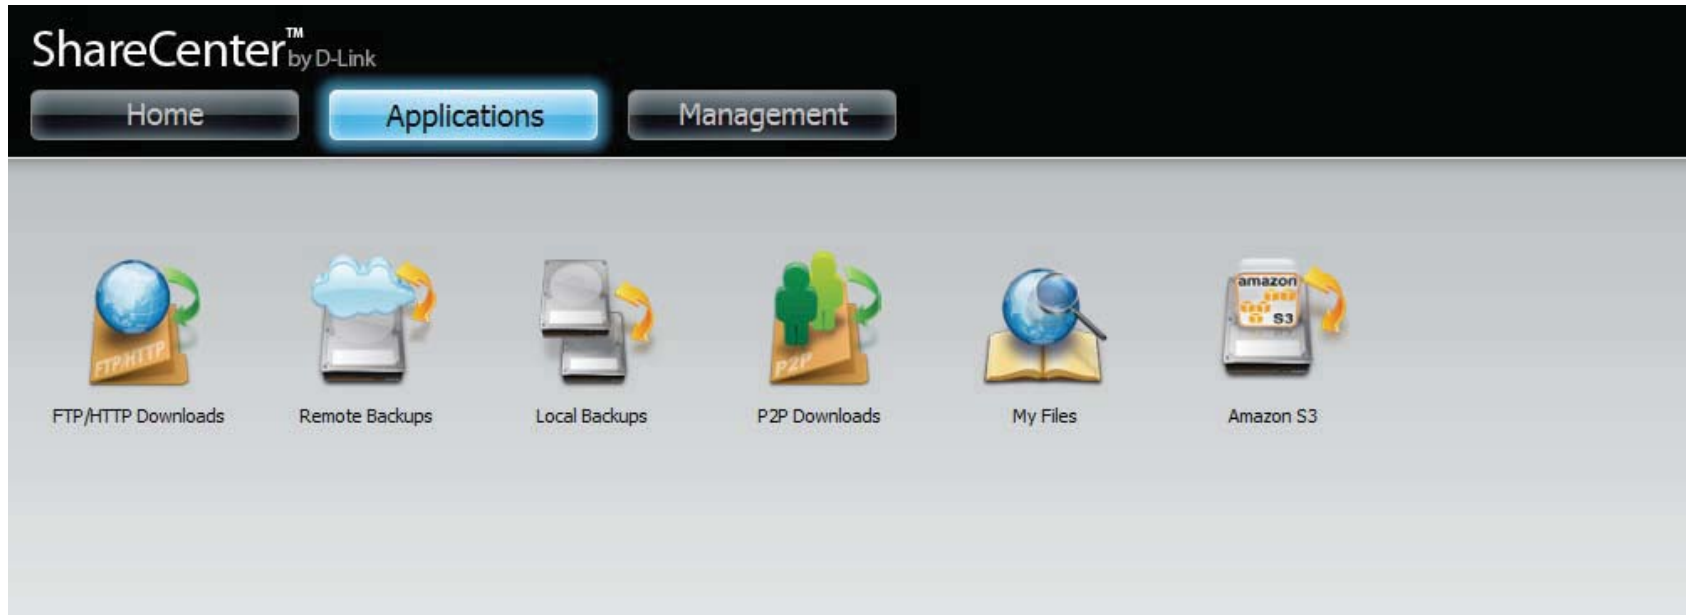 ShareCenter™ by D-Link
Home Applications Management
FTP/HTTP
P2P
amazon
S3
FTP/HTTP Downloads Remote Backups Local Backups P2P Downloads My Files Amazon S3